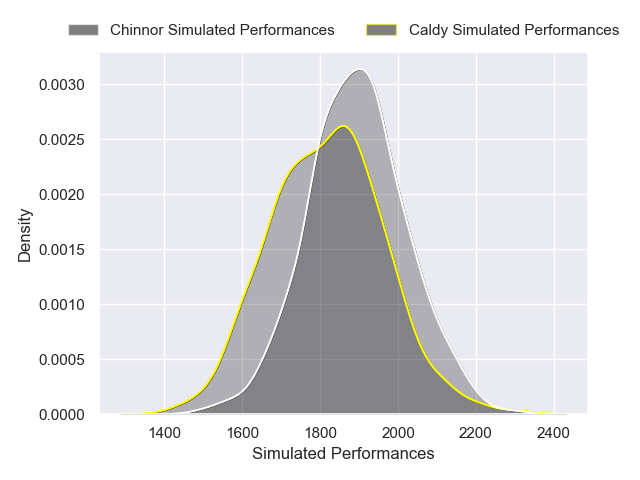 Chinnor Simulated Performances
Caldy Simulated Performances
0.0030
0.0025
0.0020
0.0015
0.0010
0.0005
0.0000
Density
1400 1600 1800 2000 2200 2400
Simulated Performances